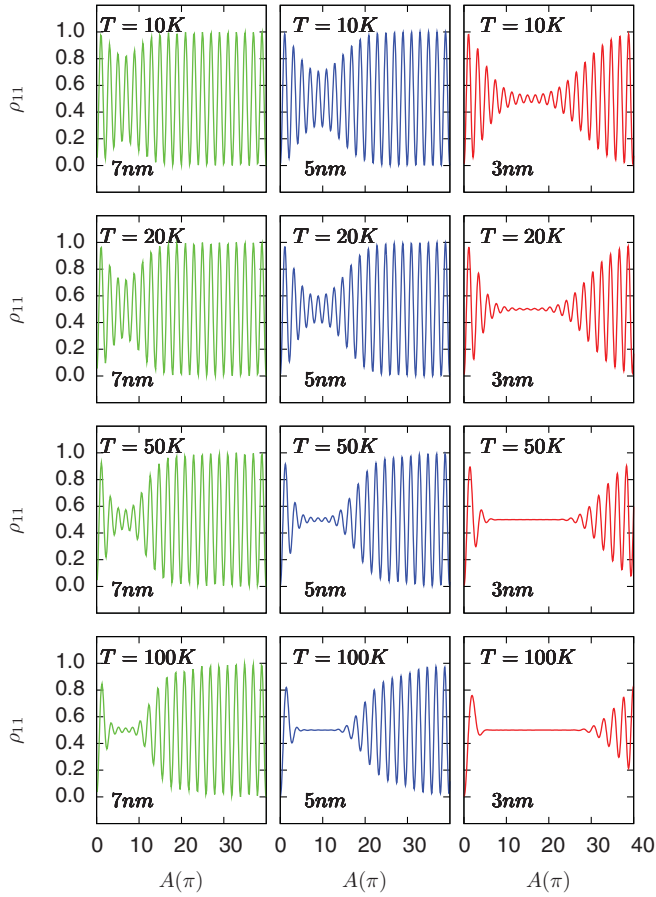 T = 10K T = 10K T = 10K
1.0
0.8
0.6
ρ11
0.4
0.2
0.0
7nm 5nm 3nm
T = 20K T = 20K T = 20K
1.0
0.8
0.6
ρ11
0.4
0.2
0.0
7nm 5nm 3nm
T = 50K T = 50K T = 50K
1.0
0.8
0.6
ρ11
0.4
0.2
0.0
7nm 5nm 3nm
T = 100K T = 100K T = 100K
1.0
0.8
0.6
ρ11
0.4
0.2
0.0
7nm 5nm 3nm
0 10 20 30 0 10 20 30 0 10 20 30 40
A(π) A(π) A(π)